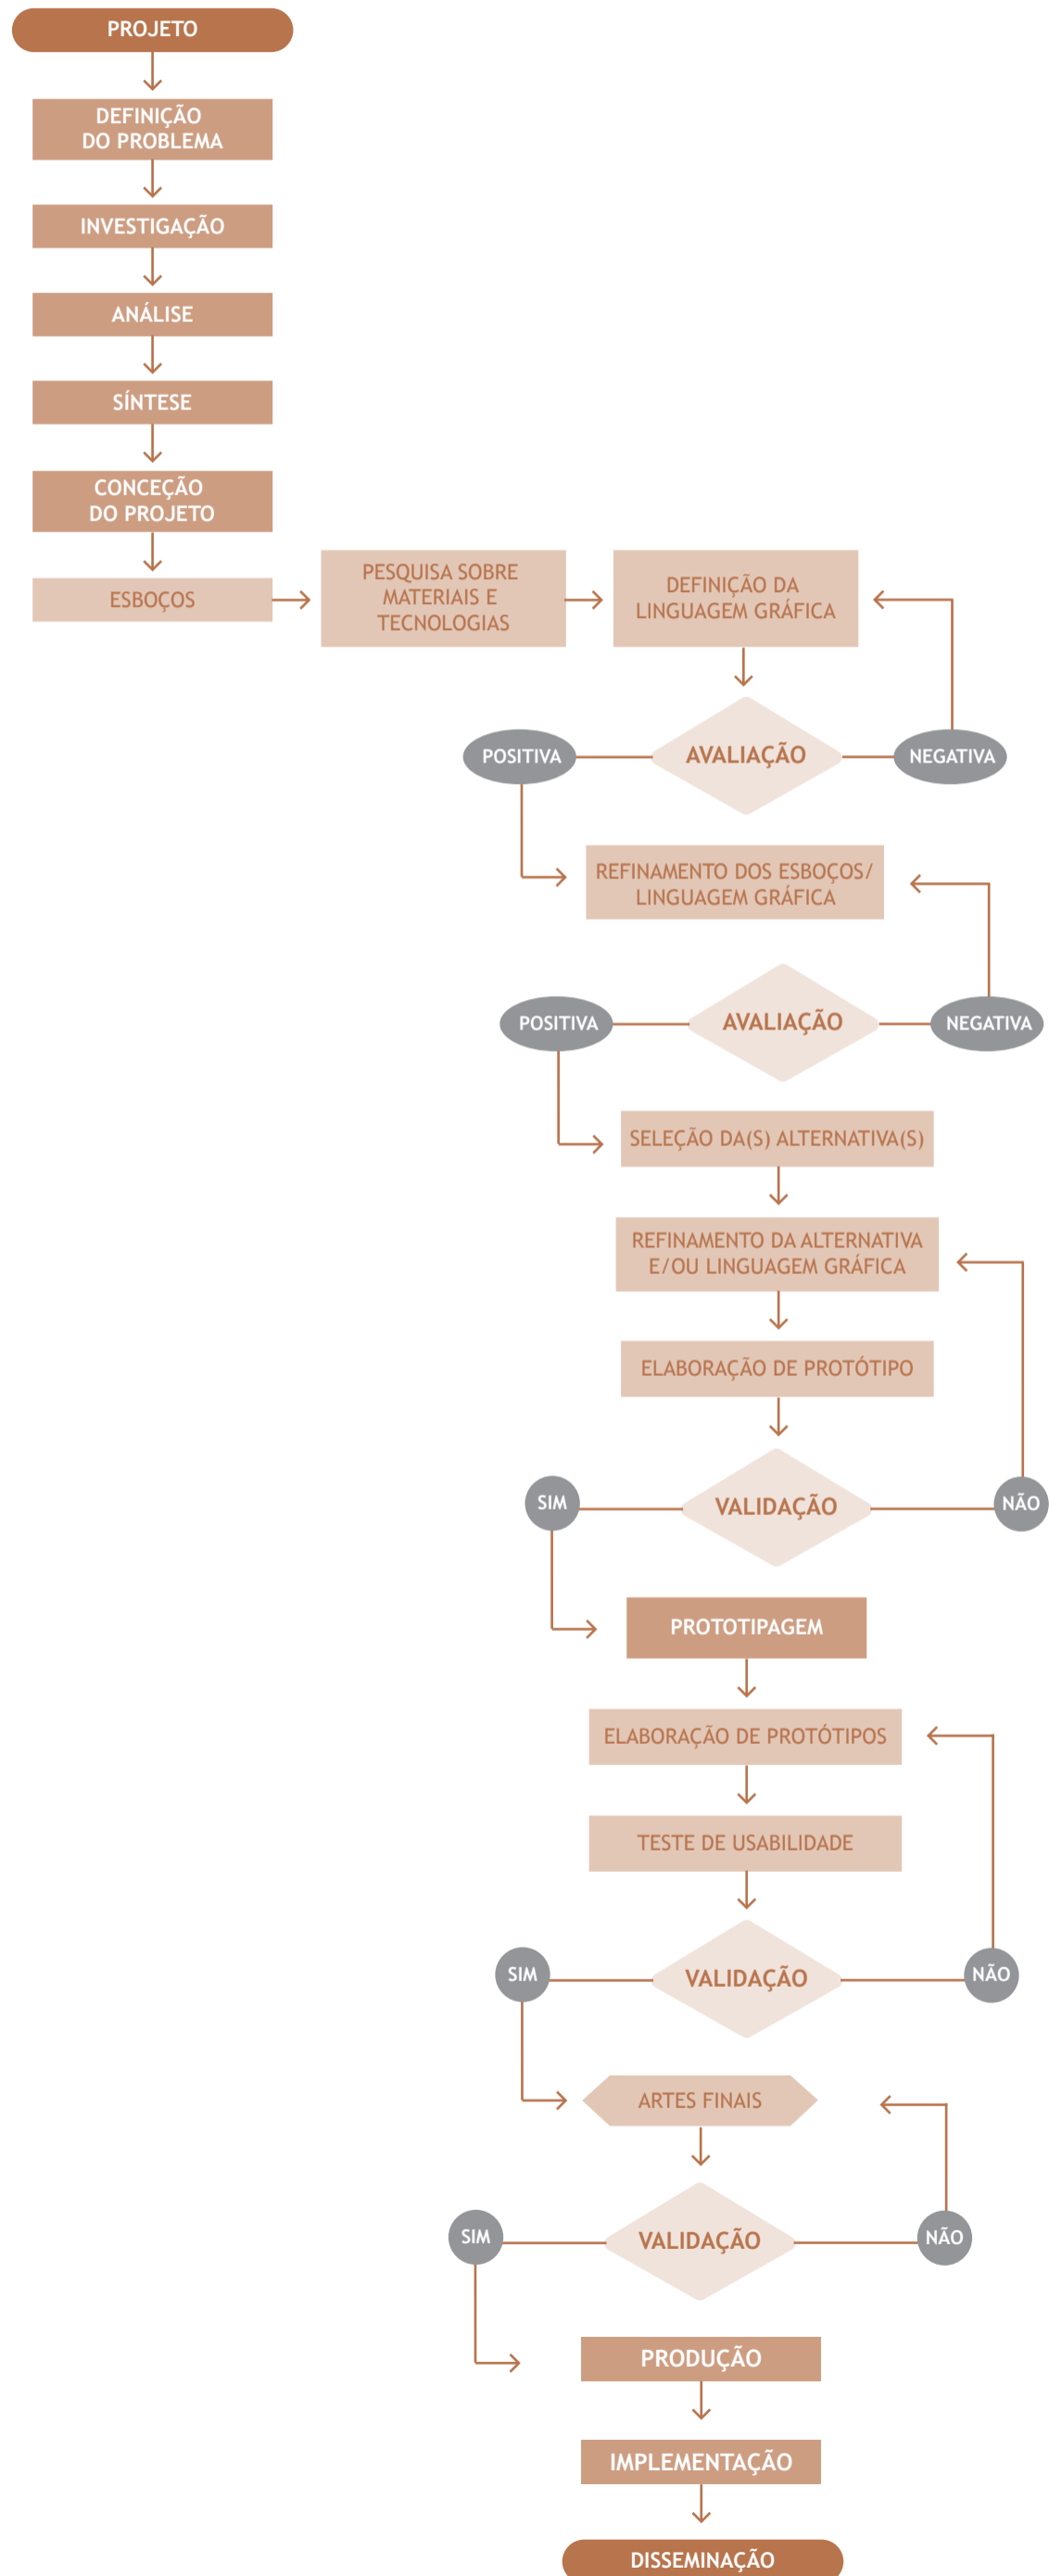 PROJETO
DEFINIÇÃO
DO PROBLEMA
INVESTIGAÇÃO
ANÁLISE
SÍNTESE
CONCEÇÃO
DO PROJETO
ESBOÇOS
PESQUISA SOBRE
MATERIAIS E
TECNOLOGIAS
DEFINIÇÃO DA
LINGUAGEM GRÁFICA
POSITIVA
AVALIAÇÃO
NEGATIVA
REFINAMENTO DOS ESBOÇOS/
LINGUAGEM GRÁFICA
POSITIVA
AVALIAÇÃO
NEGATIVA
SELEÇÃO DA(S) ALTERNATIVA(S)
REFINAMENTO DA ALTERNATIVA
E/OU LINGUAGEM GRÁFICA
ELABORAÇÃO DE PROTÓTIPO
SIM
VALIDAÇÃO
NÃO
PROTOTIPAGEM
ELABORAÇÃO DE PROTÓTIPOS
TESTE DE USABILIDADE
SIM
VALIDAÇÃO
NÃO
ARTES FINAIS
SIM
VALIDAÇÃO
NÃO
PRODUÇÃO
IMPLEMENTAÇÃO
DISSEMINAÇÃO